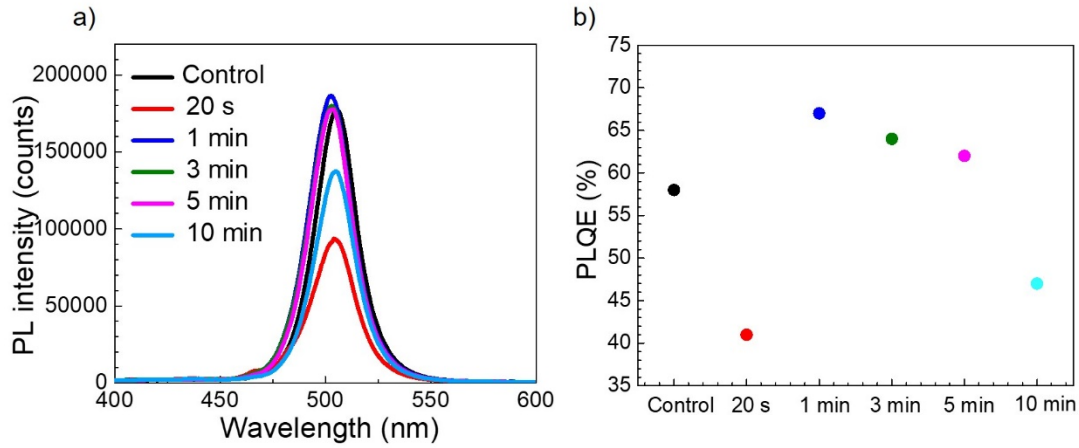 a)
PL intensity (counts)
200000
150000
100000
50000
0
Control
20 s
1 min
3 min
5 min
10 min
400
450
500
550
600
Wavelength (nm)
b)
PLQE (%)
75
70
65
60
55
50
45
40
35
Control
20 s
1 min
3 min
5 min
10 min